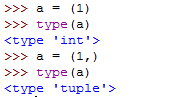 >>> a = (1)
>>> type(a)
<type 'int'>
>>> a = (1,)
>>> type(a)
<type 'tuple'>